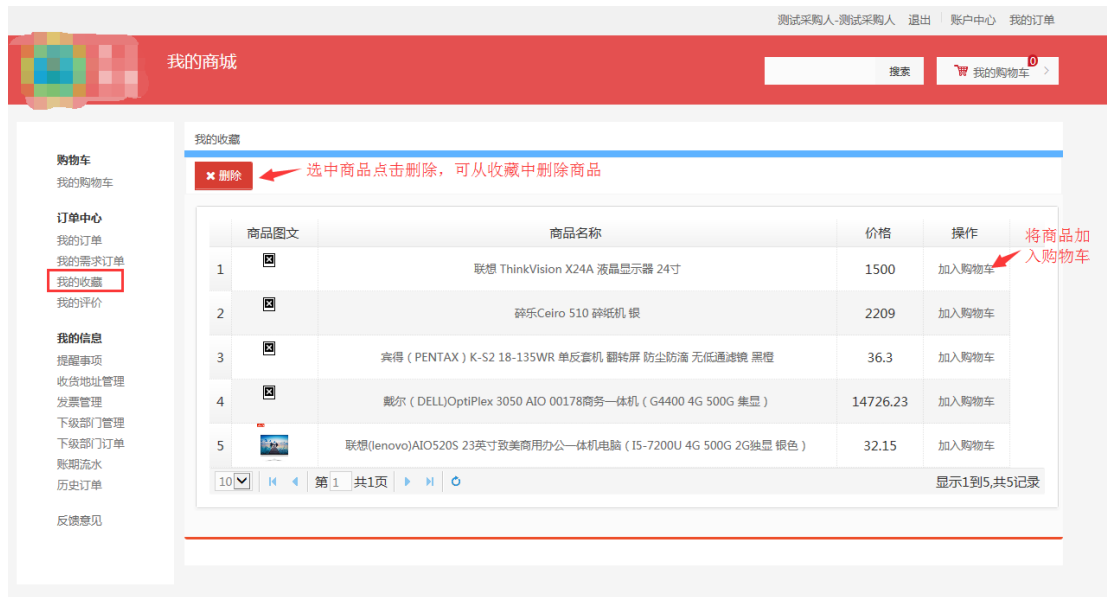 测试采购人-测试采购人 退出 账户中心 我的订单
我的商城
搜索
我的购物车
0
购物车
我的购物车
订单中心
我的订单
我的需求订单
我的收藏
我的评价
我的信息
提醒事项
收货地址管理
发票管理
下级部门管理
下级部门订单
账期流水
历史订单
反馈意见
我的收藏
删除
选中商品点击删除，可从收藏中删除商品
商品图文 商品名称 价格 操作
将商品加
入购物车
1 联想 ThinkVision X24A 液晶显示器 24寸 1500 加入购物车
2 碎乐Ceiro 510 碎纸机 银 2209 加入购物车
3 宾得（PENTAX）K-S2 18-135WR 单反套机 翻转屏 防尘防滴 无低通滤镜 黑橙 36.3 加入购物车
4 戴尔（DELL)OptiPlex 3050 AIO 00178商务一体机（G4400 4G 500G 集显） 14726.23 加入购物车
5 联想(lenovo)AIO520S 23英寸致美商用办公一体机电脑（I5-7200U 4G 500G 2G独显 银色） 32.15 加入购物车
10 第 1 共1页 显示1到5,共5记录